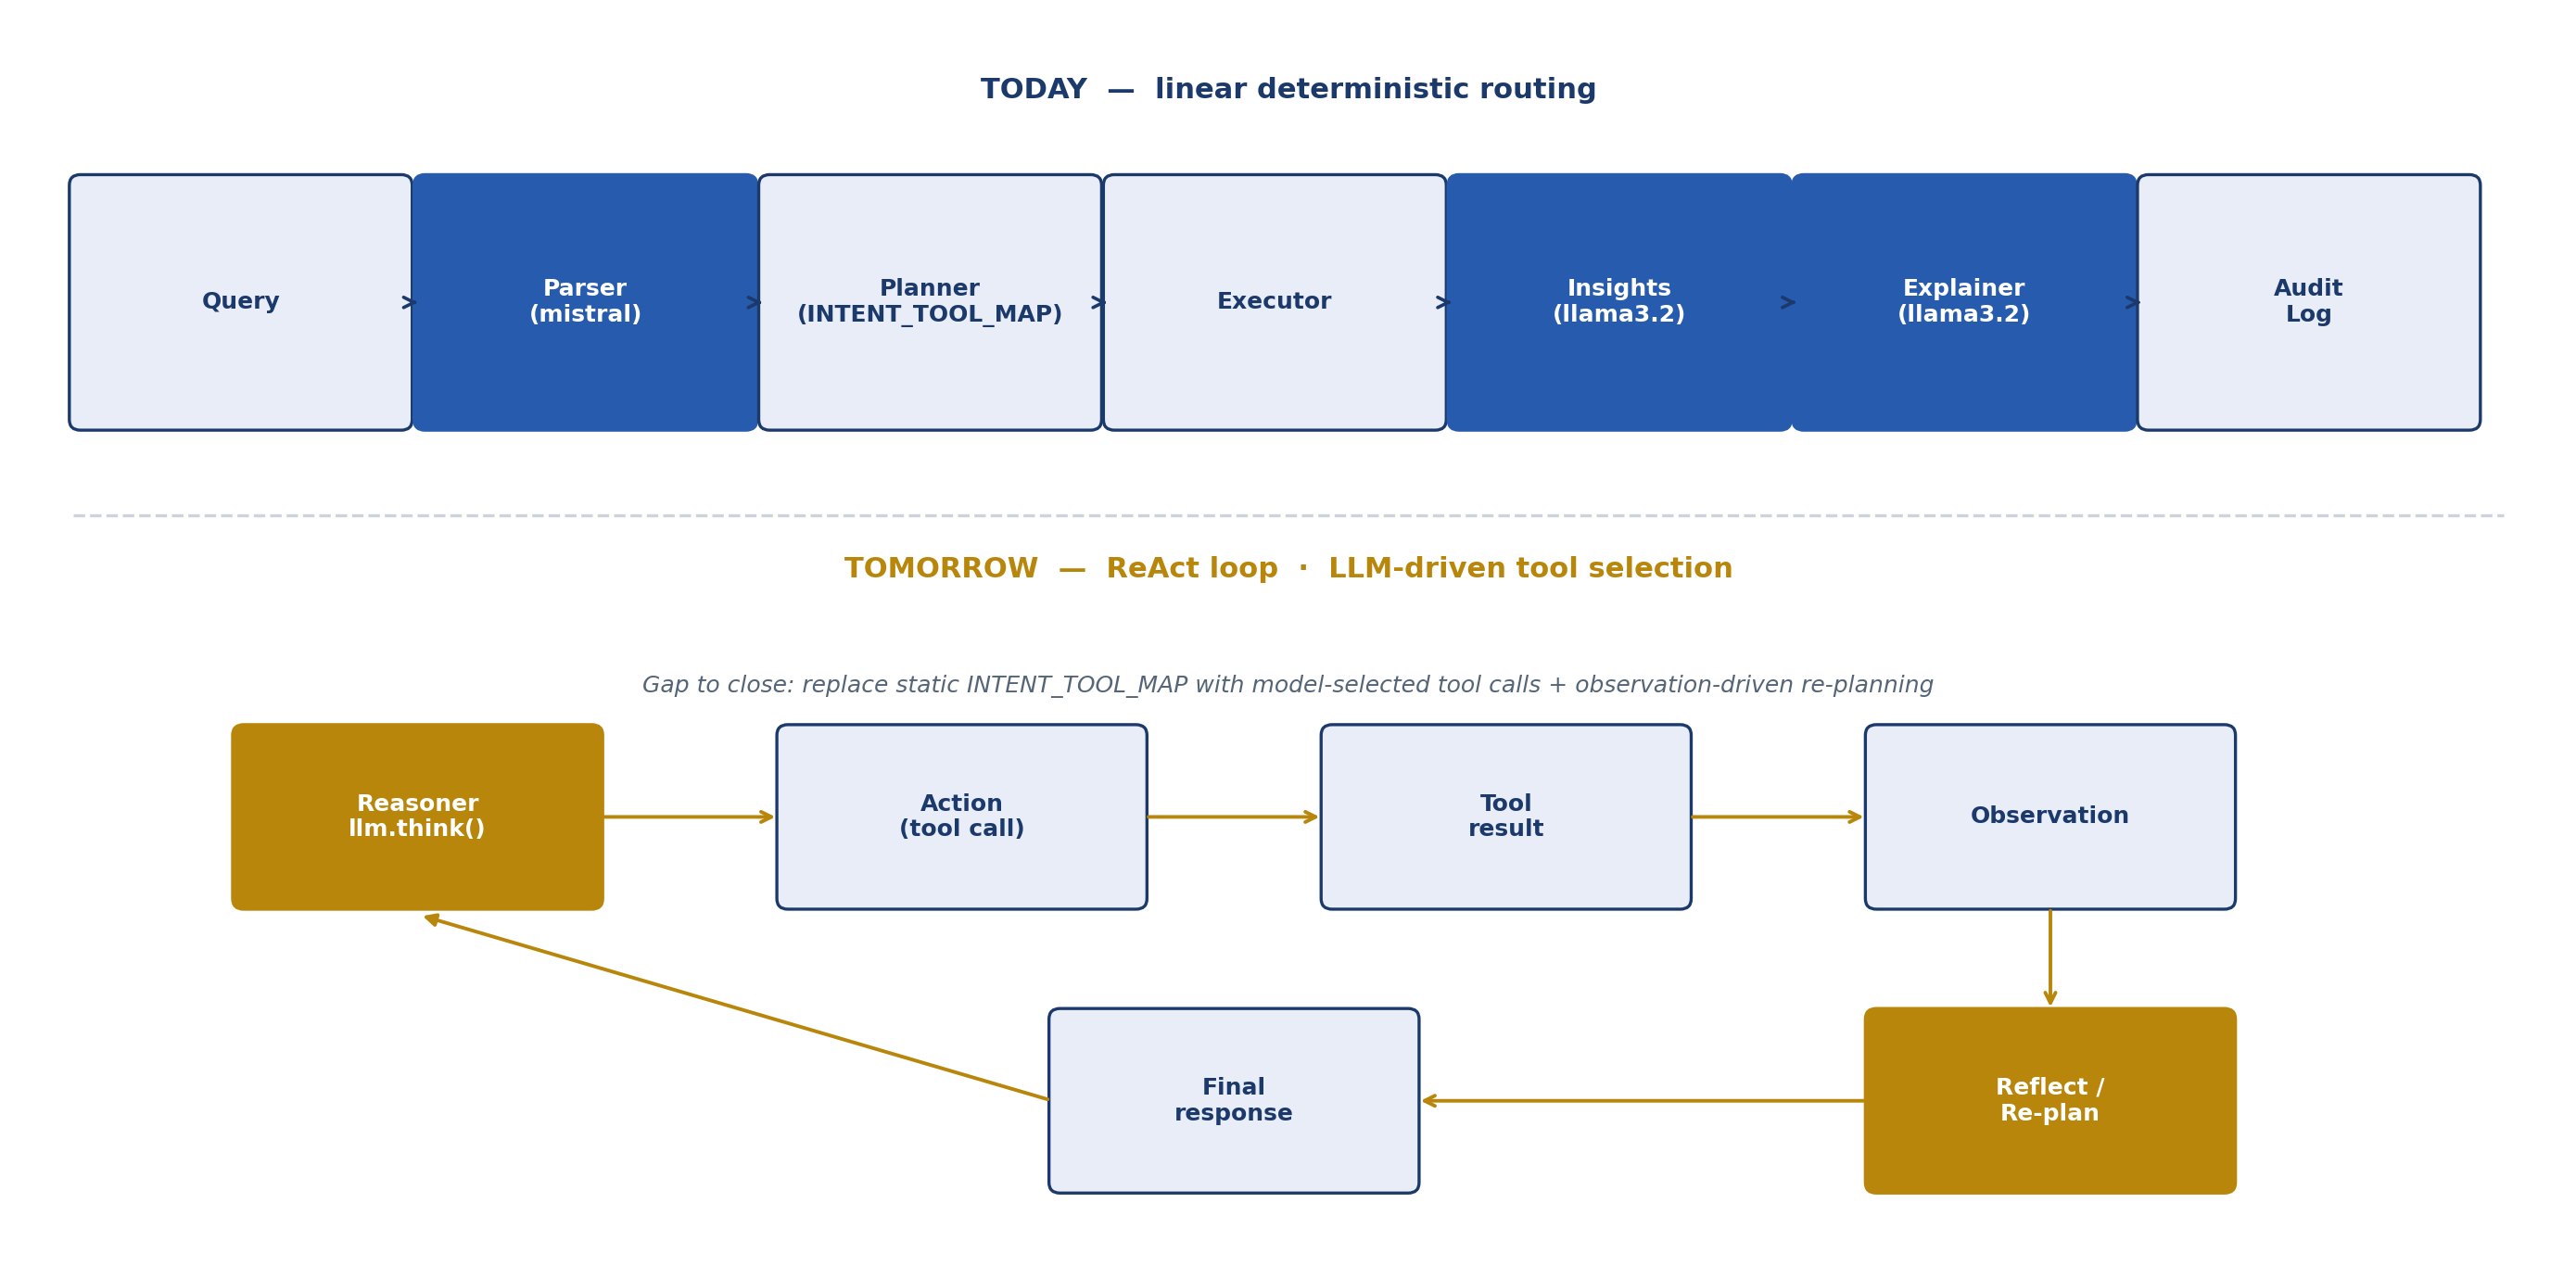 TODAY — linear deterministic routing
Query
Parser
(mistral)
Planner
(INTENT_TOOL_MAP)
Executor
Insights
(llama3.2)
Explainer
(llama3.2)
Audit
Log
TOMORROW — ReAct loop · LLM-driven tool selection
Gap to close: replace static INTENT_TOOL_MAP with model-selected tool calls + observation-driven re-planning
Reasoner
llm.think()
Action
(tool call)
Tool
result
Observation
Final
response
Reflect /
Re-plan